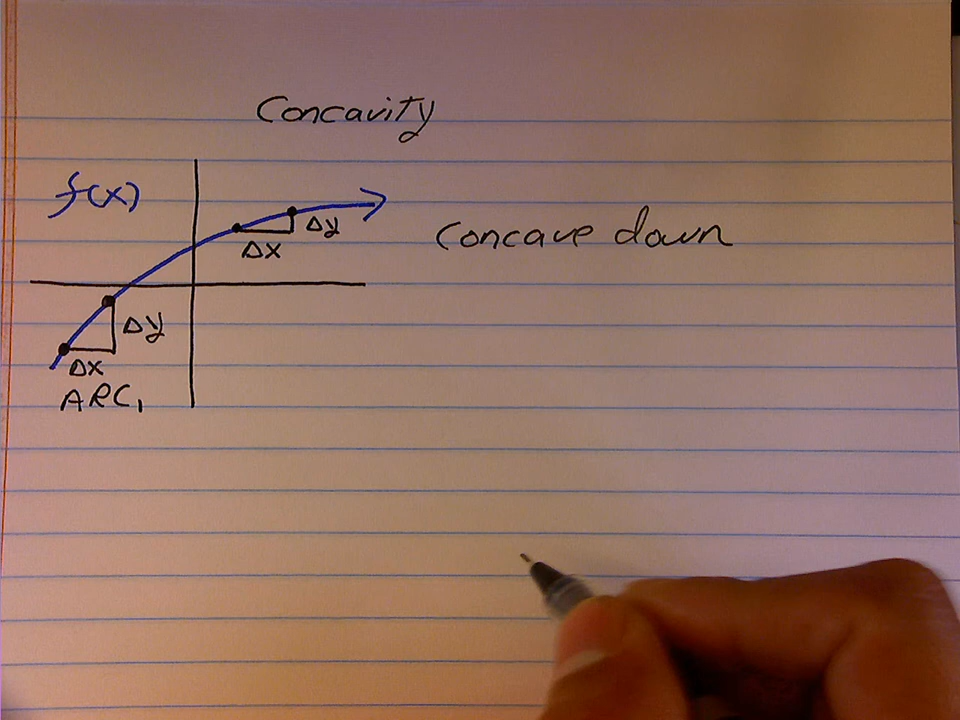 Concavity
f(x)
Δy
Δx
Concave down
Δy
Δx
ARC₁